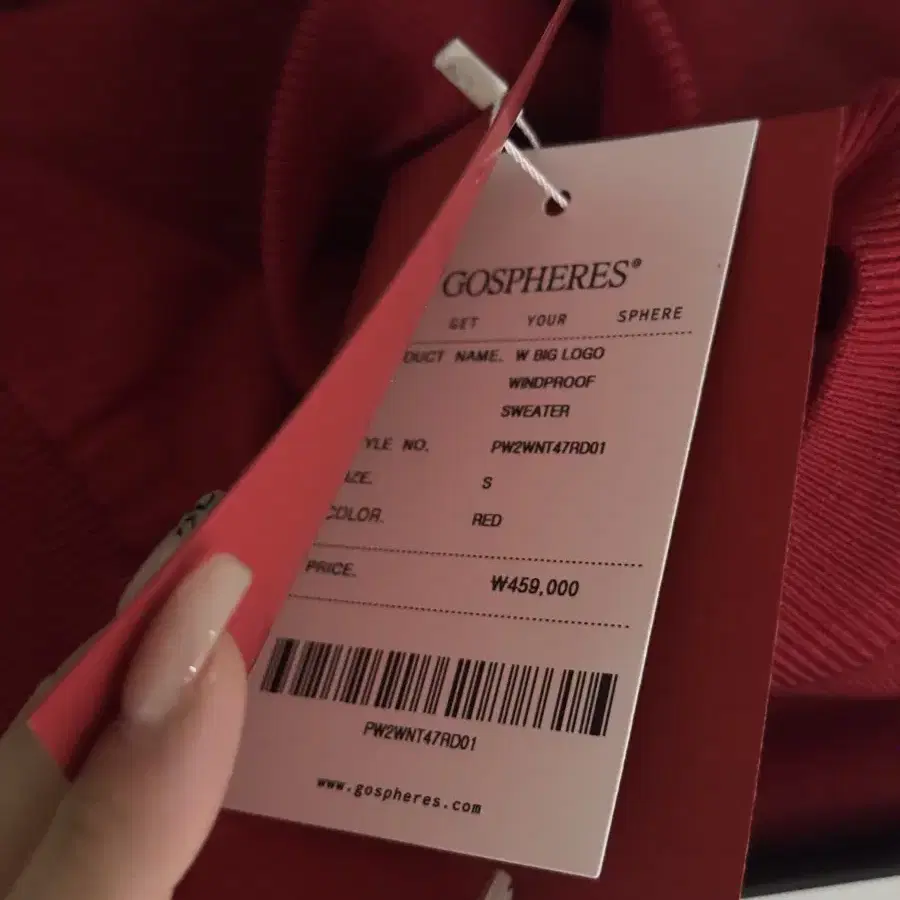 GOSPHERES®
GET YOUR SPHERE
DUCT NAME. W BIG LOGO
WINDPROOF
SWEATER
YLE NO. PW2WNT47RD01
IZE. S
COLOR. RED
PRICE. ₩459,000
PW2WNT47RD01
www.gospheres.com